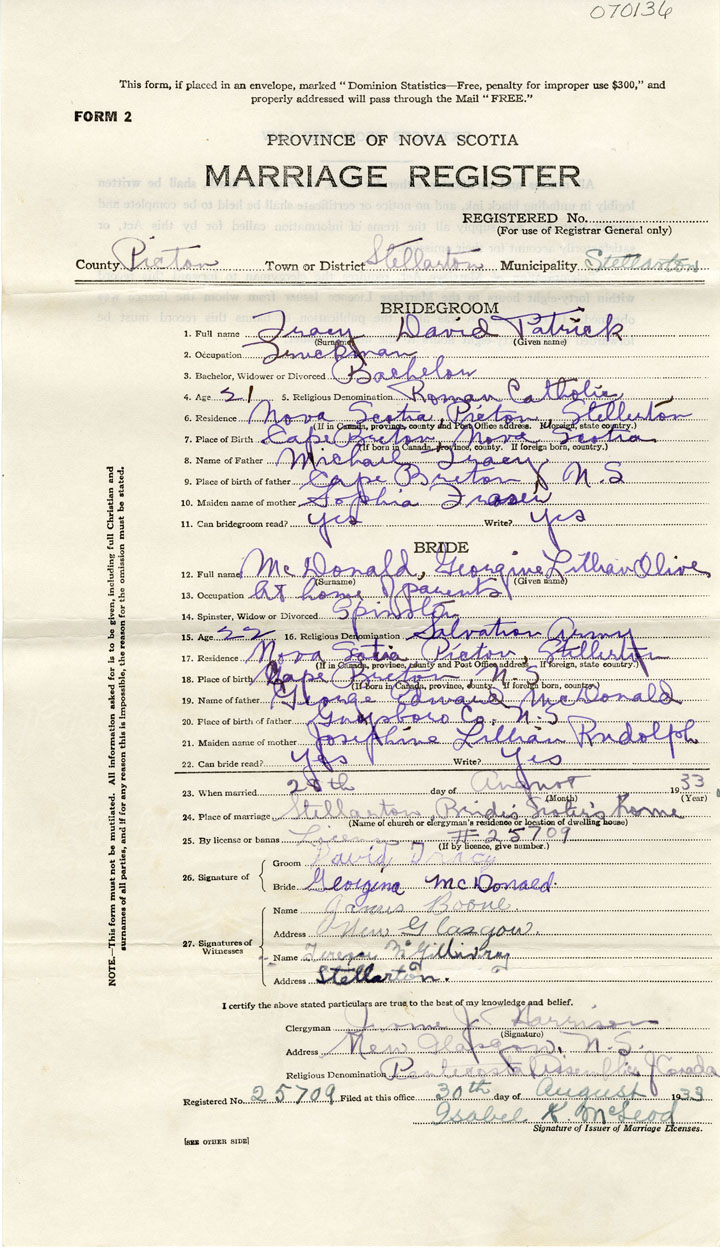 070136
This form, if placed in an envelope, marked "Dominion Statistics—Free, penalty for improper use $300," and
properly addressed will pass through the Mail "FREE."
FORM 2
PROVINCE OF NOVA SCOTIA
MARRIAGE REGISTER
REGISTERED No.
(For use of Registrar General only)
County Pictou Town or District Stellarton Municipality Stellarton
BRIDEGROOM
1. Full name Tracy David Patrick
(Surname) (Given name)
2. Occupation Truckman
3. Bachelor, Widower or Divorced Bachelor
4. Age 21 5. Religious Denomination Roman Catholic
6. Residence Nova Scotia, Pictou, Stellarton
(If in Canada, province, county and Post Office address. If foreign, state country.)
7. Place of Birth Cape Breton, Nova Scotia
(If born in Canada, province, county. If foreign born, country.)
8. Name of Father Michael Tracy
9. Place of birth of father Cape Breton, N.S
10. Maiden name of mother Sophia Fraser
11. Can bridegroom read? Yes Write? Yes
BRIDE
12. Full name McDonald, Georgine Lillian Olive
(Surname) (Given name)
13. Occupation At home parents
14. Spinster, Widow or Divorced Spinster
15. Age 22 16. Religious Denomination Salvation Army
17. Residence Nova Scotia Pictou, Stellarton
(If in Canada, province, county and Post Office address. If foreign, state country.)
18. Place of birth Cape Breton, N.S.
(If born in Canada, province, county. If foreign born, country)
19. Name of father George Edward McDonald
20. Place of birth of father Guysboro Co., N.S
21. Maiden name of mother Josephine Lillian Rudolph
22. Can bride read? Yes Write? Yes
23. When married 28th day of August 1933
(Month) (Year)
24. Place of marriage Stellarton, Bride's Sister's home
(Name of church or clergyman's residence or location of dwelling house)
25. By license or banns License #25709
(If by licence, give number.)
26. Signature of
Groom David Tracy
Bride Georgina McDonald
27. Signatures of Witnesses
Name James Boone
Address New Glasgow.
Name Teresa McGillivray
Address Stellarton.
I certify the above stated particulars are true to the best of my knowledge and belief.
Clergyman J. Harrison
(Signature)
Address New Glasgow, N.S.
Religious Denomination Pentecostal Assemblies of Canada
Registered No. 25709 Filed at this office 30th day of August 1933
Isabel K. McLeod
Signature of Issuer of Marriage Licenses.
[SEE OTHER SIDE]
NOTE.—This form must not be mutilated. All information asked for is to be given, including full Christian and
surnames of all parties, and if for any reason this is impossible, the reason for the omission must be stated.